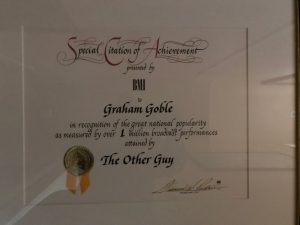 Special Citation of Achievement
presented by
BMI
to
Graham Goble
in recognition of the great national popularity
as measured by over 1 million broadcast performances
attained by
The Other Guy